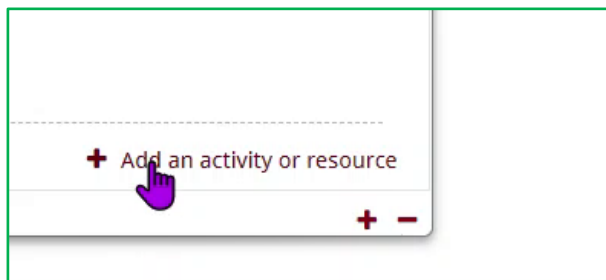 + Add an activity or resource
+ −